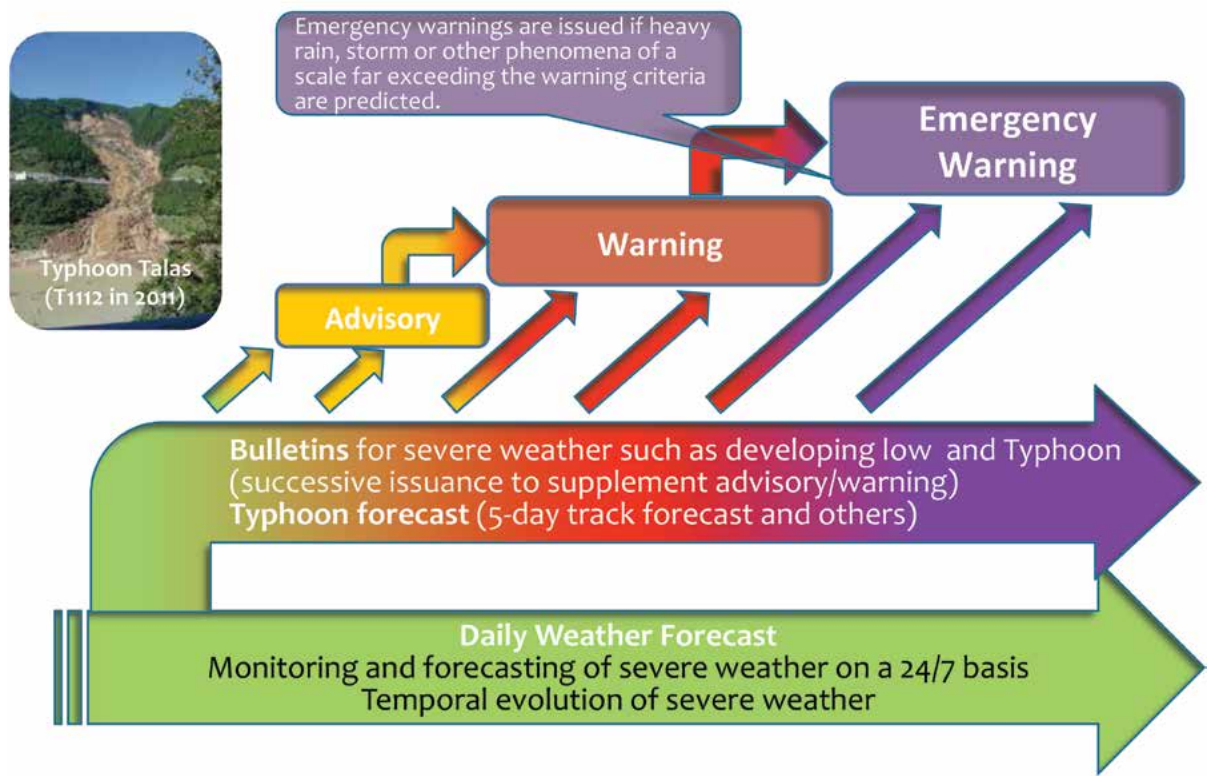 Emergency warnings are issued if heavy
rain, storm or other phenomena of a
scale far exceeding the warning criteria
are predicted.
Emergency
Warning
Warning
Typhoon Talas
(T1112 in 2011)
Advisory
Bulletins for severe weather such as developing low and Typhoon
(successive issuance to supplement advisory/warning)
Typhoon forecast (5-day track forecast and others)
Daily Weather Forecast
Monitoring and forecasting of severe weather on a 24/7 basis
Temporal evolution of severe weather